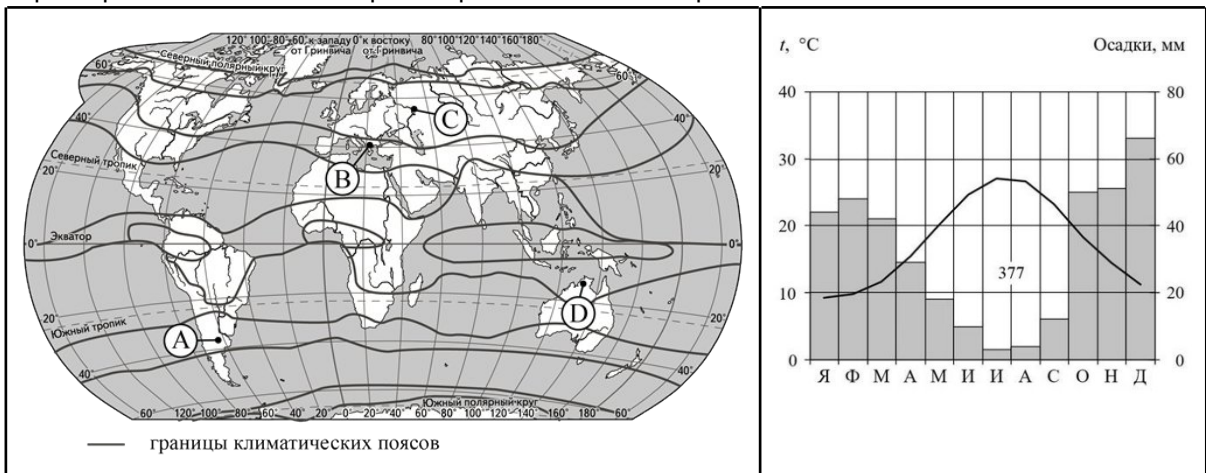 120° 100° 80° 60° к западу 0° к востоку 80° 100° 120° 140° 160° 180°
от Гринвича от Гринвича
Северный полярный круг
60° 60°
40° 40°
C
B
Северный тропик
20° 20°
Экватор
0° 0°
20° 20°
D
Южный тропик
A
40° 40°
Южный полярный круг
60° 120° 100° 80° 60° 40° 20° 0° 20° 40° 60° 80° 100° 120° 140° 160° 180° 60°
границы климатических поясов
t, °C Осадки, мм
40 80
30 60
20 40
377
10 20
0 0
Я Ф М А М И И А С О Н Д